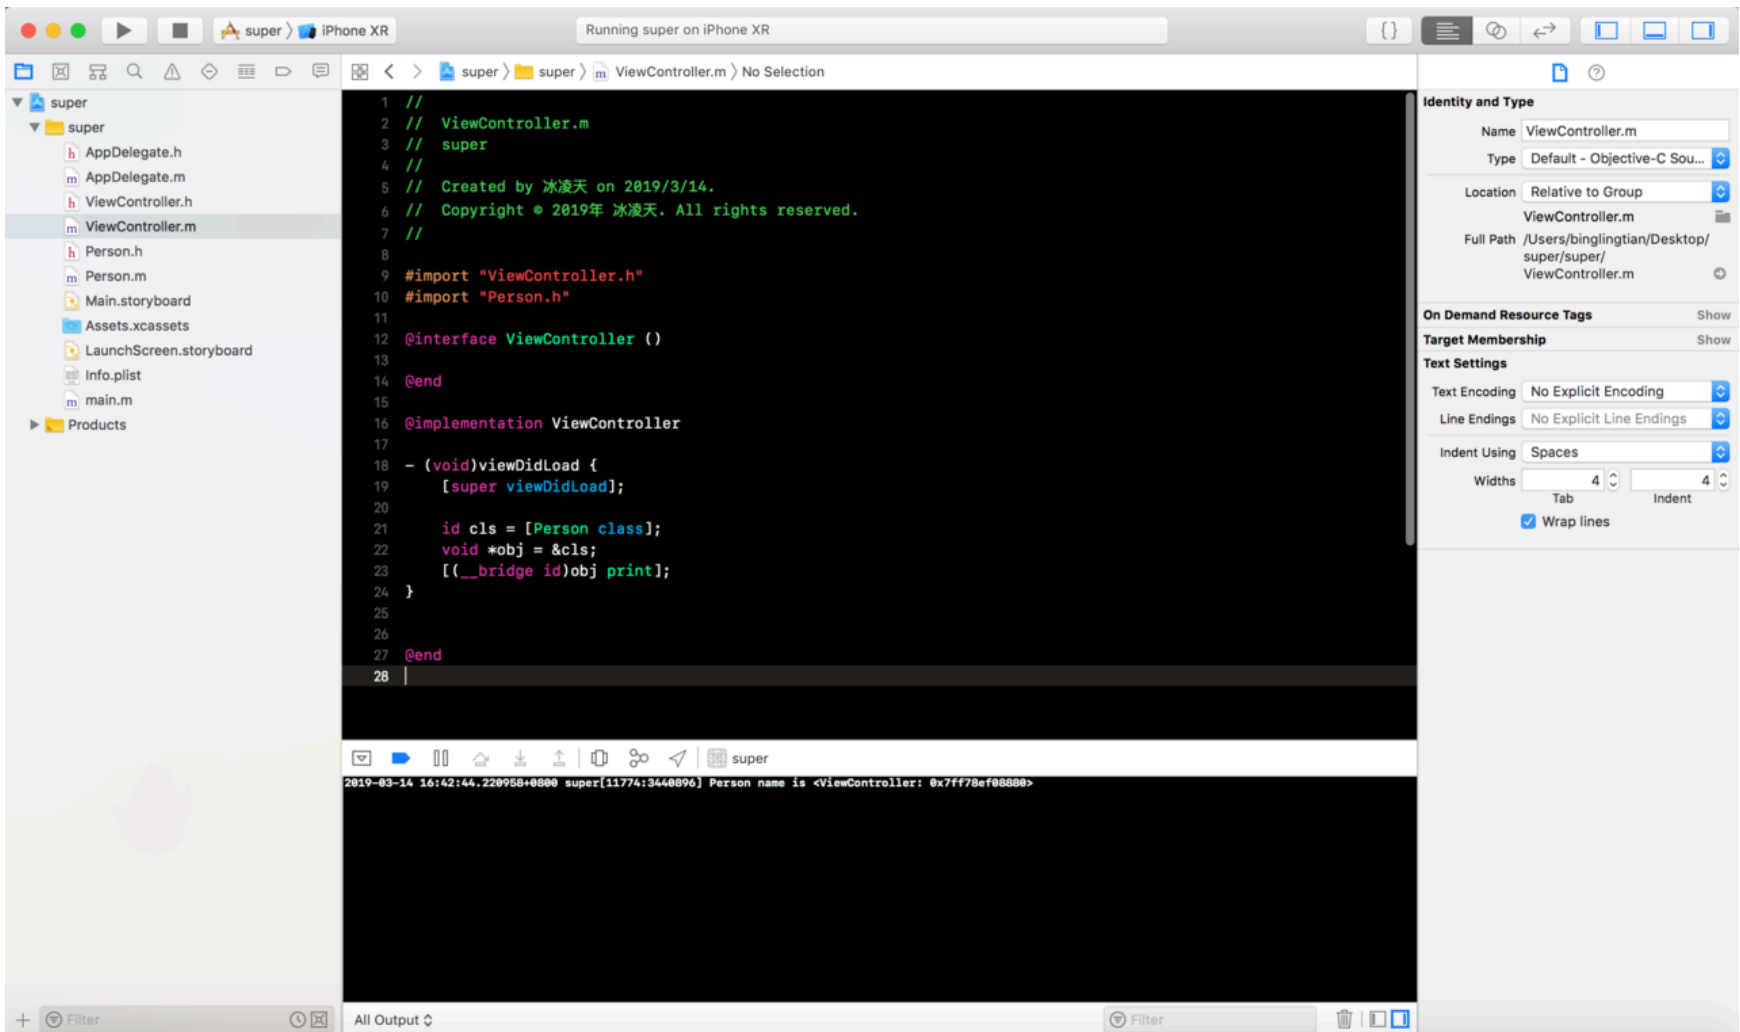 super 〉 iPhone XR
Running super on iPhone XR
{ }
super 〉 super 〉 m ViewController.m 〉 No Selection
super
super
h AppDelegate.h
m AppDelegate.m
h ViewController.h
m ViewController.m
h Person.h
m Person.m
Main.storyboard
Assets.xcassets
LaunchScreen.storyboard
Info.plist
m main.m
Products
1 //
2 // ViewController.m
3 // super
4 //
5 // Created by 冰凌天 on 2019/3/14.
6 // Copyright © 2019年 冰凌天. All rights reserved.
7 //
8
9 #import "ViewController.h"
10 #import "Person.h"
11
12 @interface ViewController ()
13
14 @end
15
16 @implementation ViewController
17
18 - (void)viewDidLoad {
19 [super viewDidLoad];
20
21 id cls = [Person class];
22 void *obj = &cls;
23 [(__bridge id)obj print];
24 }
25
26
27 @end
28
super
2019-03-14 16:42:44.220958+0800 super[11774:3440896] Person name is <ViewController: 0x7ff78ef08880>
Filter
All Output
Filter
Identity and Type
Name ViewController.m
Type Default - Objective-C Sou...
Location Relative to Group
ViewController.m
Full Path /Users/binglingtian/Desktop/
super/super/
ViewController.m
On Demand Resource Tags Show
Target Membership Show
Text Settings
Text Encoding No Explicit Encoding
Line Endings No Explicit Line Endings
Indent Using Spaces
Widths 4 4
Tab Indent
Wrap lines